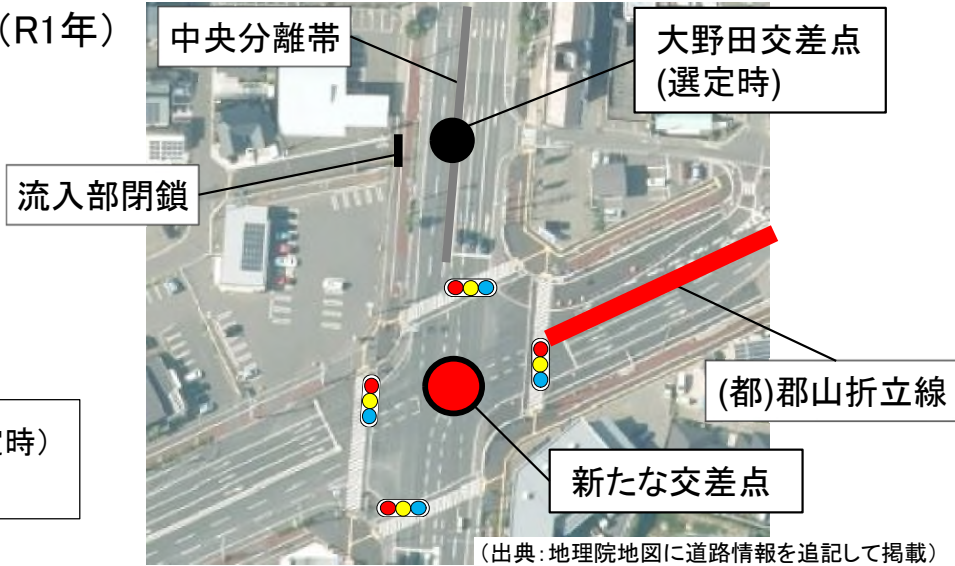 （R1年）
中央分離帯
大野田交差点
(選定時)
流入部閉鎖
(都)郡山折立線
定時）
新たな交差点
（出典：地理院地図に道路情報を追記して掲載）